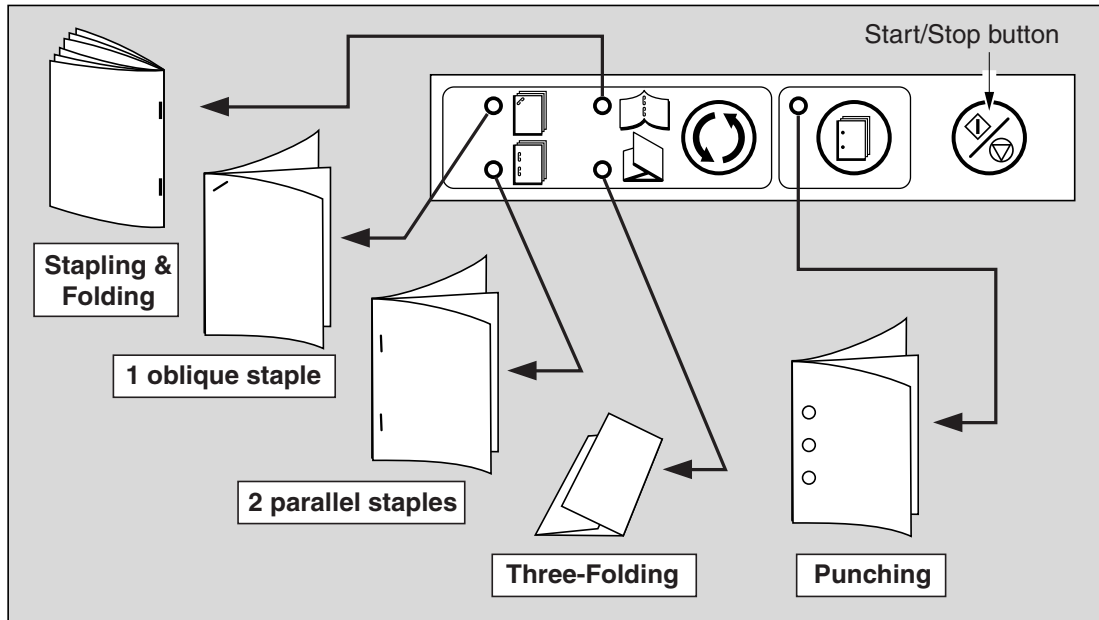 Start/Stop button
Stapling &
Folding
1 oblique staple
2 parallel staples
Three-Folding
Punching